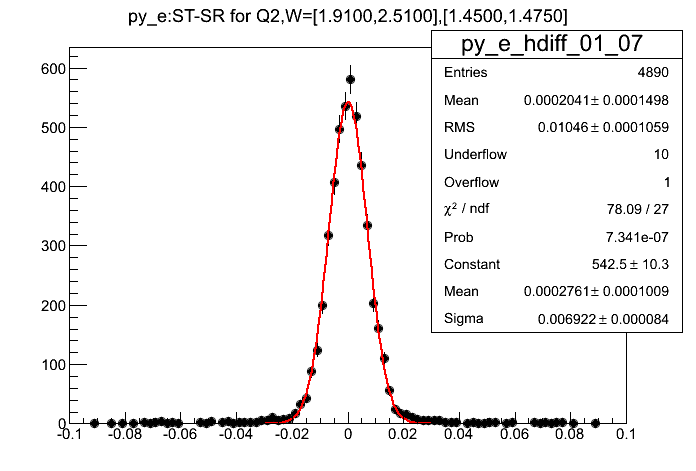 py_e:ST-SR for Q2,W=[1.9100,2.5100],[1.4500,1.4750]
py_e_hdiff_01_07
Entries 4890
Mean 0.0002041± 0.0001498
RMS 0.01046± 0.0001059
Underflow 10
Overflow 1
χ² / ndf 78.09 / 27
Prob 7.341e-07
Constant 542.5± 10.3
Mean 0.0002761± 0.0001009
Sigma 0.006922± 0.000084
600
500
400
300
200
100
0
-0.1 -0.08 -0.06 -0.04 -0.02 0 0.02 0.04 0.06 0.08 0.1